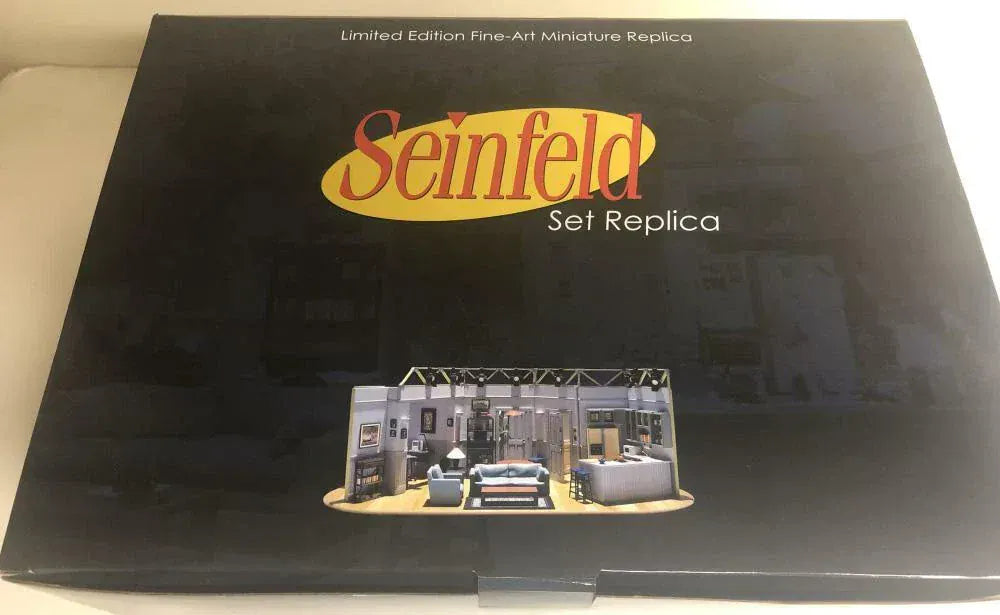 Limited Edition Fine-Art Miniature Replica
Seinfeld
Set Replica